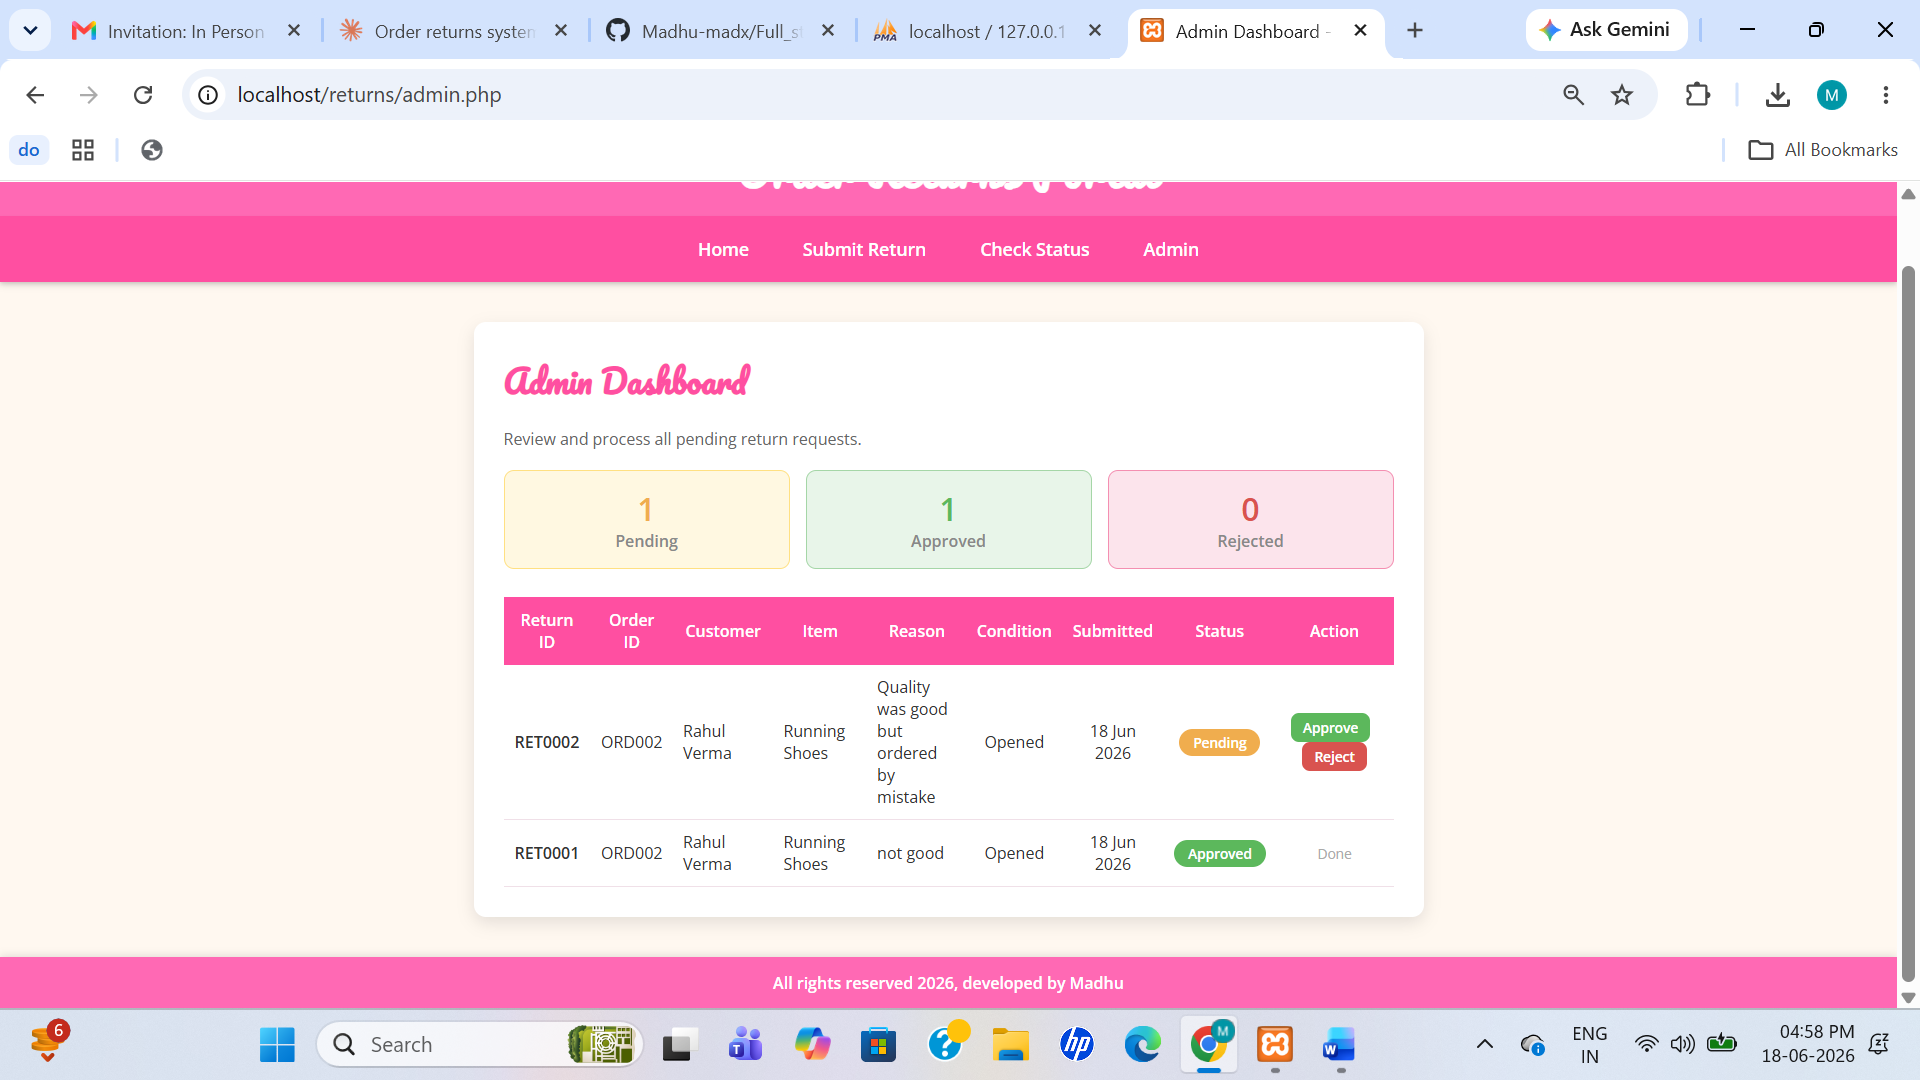 Invitation: In Person
Order returns system
Madhu-madx/Full_st
localhost / 127.0.0.1
Admin Dashboard -
Ask Gemini
localhost/returns/admin.php
M
do
All Bookmarks
Order Returns Portal
Home
Submit Return
Check Status
Admin
Admin Dashboard
Review and process all pending return requests.
1
Pending
1
Approved
0
Rejected
Return ID
Order ID
Customer
Item
Reason
Condition
Submitted
Status
Action
RET0002
ORD002
Rahul
Verma
Running
Shoes
Quality
was good
but
ordered
by
mistake
Opened
18 Jun
2026
Pending
Approve
Reject
RET0001
ORD002
Rahul
Verma
Running
Shoes
not good
Opened
18 Jun
2026
Approved
Done
All rights reserved 2026, developed by Madhu
6
Search
ENG
IN
04:58 PM
18-06-2026